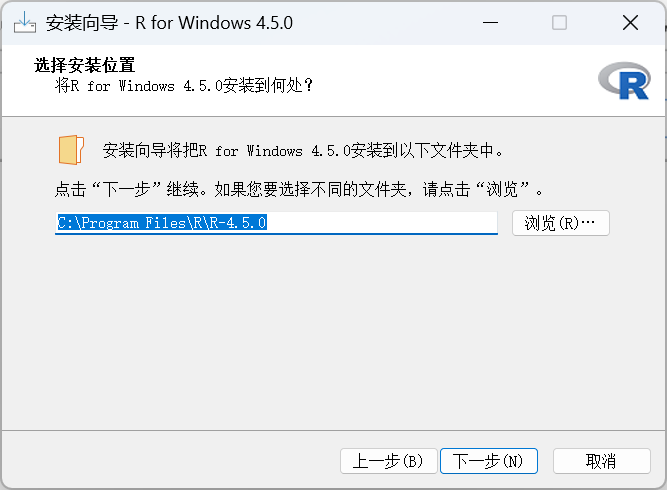 安装向导 - R for Windows 4.5.0
选择安装位置
将R for Windows 4.5.0安装到何处？
R
安装向导将把R for Windows 4.5.0安装到以下文件夹中。
点击“下一步”继续。如果您要选择不同的文件夹，请点击“浏览”。
C:\Program Files\R\R-4.5.0
浏览(R)…
上一步(B) 下一步(N) 取消